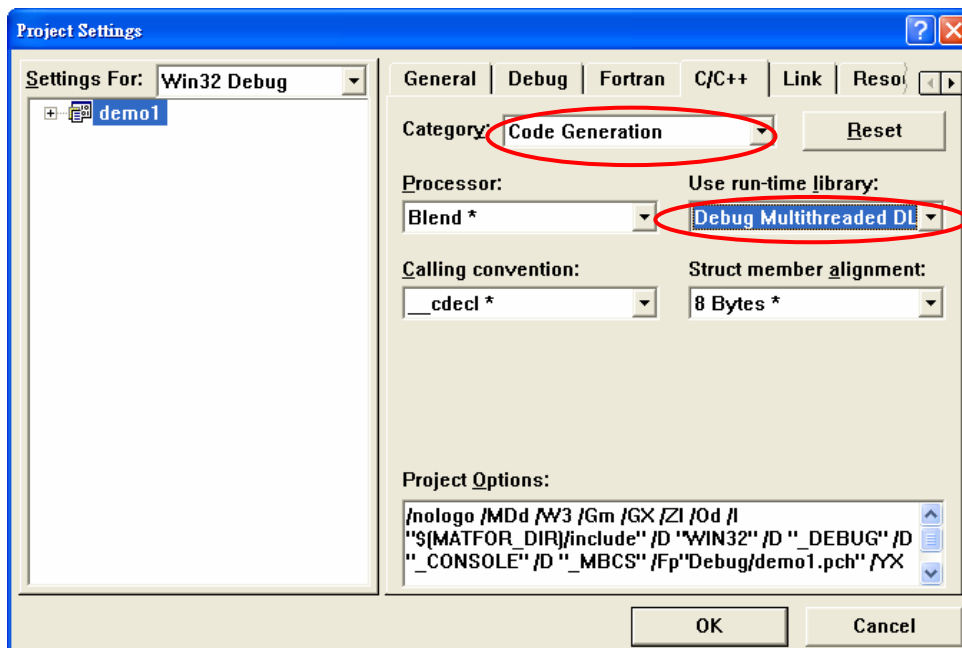 Project Settings
Settings For: Win32 Debug
demo1
General Debug Fortran C/C++ Link Resou
Category: Code Generation
Reset
Processor: Use run-time library:
Blend * Debug Multithreaded DL
Calling convention: Struct member alignment:
__cdecl * 8 Bytes *
Project Options:
/nologo /MDd /W3 /Gm /GX /ZI /Od /I
"$(MATFOR_DIR)/include" /D "WIN32" /D "_DEBUG" /D
"_CONSOLE" /D "_MBCS" /Fp"Debug/demo1.pch" /YX
OK Cancel